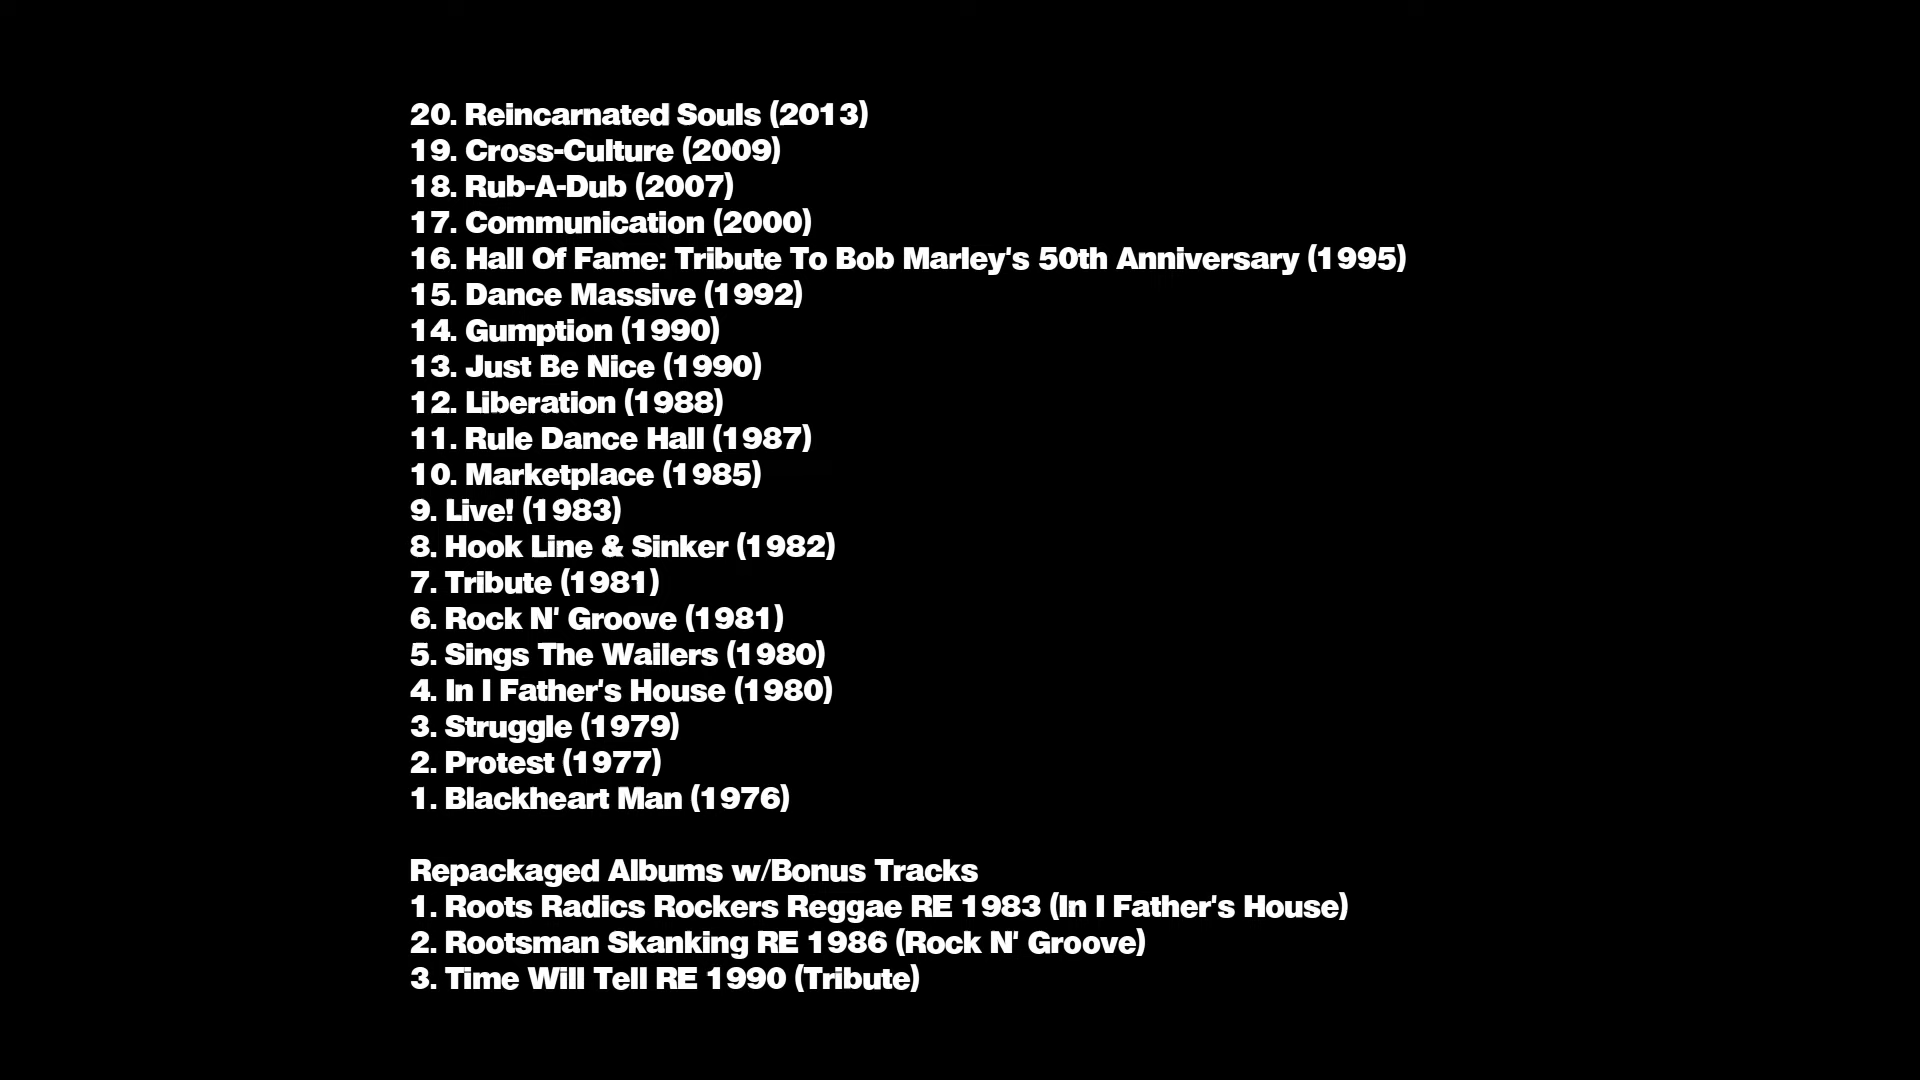 20. Reincarnated Souls (2013)
19. Cross-Culture (2009)
18. Rub-A-Dub (2007)
17. Communication (2000)
16. Hall Of Fame: Tribute To Bob Marley's 50th Anniversary (1995)
15. Dance Massive (1992)
14. Gumption (1990)
13. Just Be Nice (1990)
12. Liberation (1988)
11. Rule Dance Hall (1987)
10. Marketplace (1985)
9. Live! (1983)
8. Hook Line & Sinker (1982)
7. Tribute (1981)
6. Rock N' Groove (1981)
5. Sings The Wailers (1980)
4. In I Father's House (1980)
3. Struggle (1979)
2. Protest (1977)
1. Blackheart Man (1976)
Repackaged Albums w/Bonus Tracks
1. Roots Radics Rockers Reggae RE 1983 (In I Father's House)
2. Rootsman Skanking RE 1986 (Rock N' Groove)
3. Time Will Tell RE 1990 (Tribute)